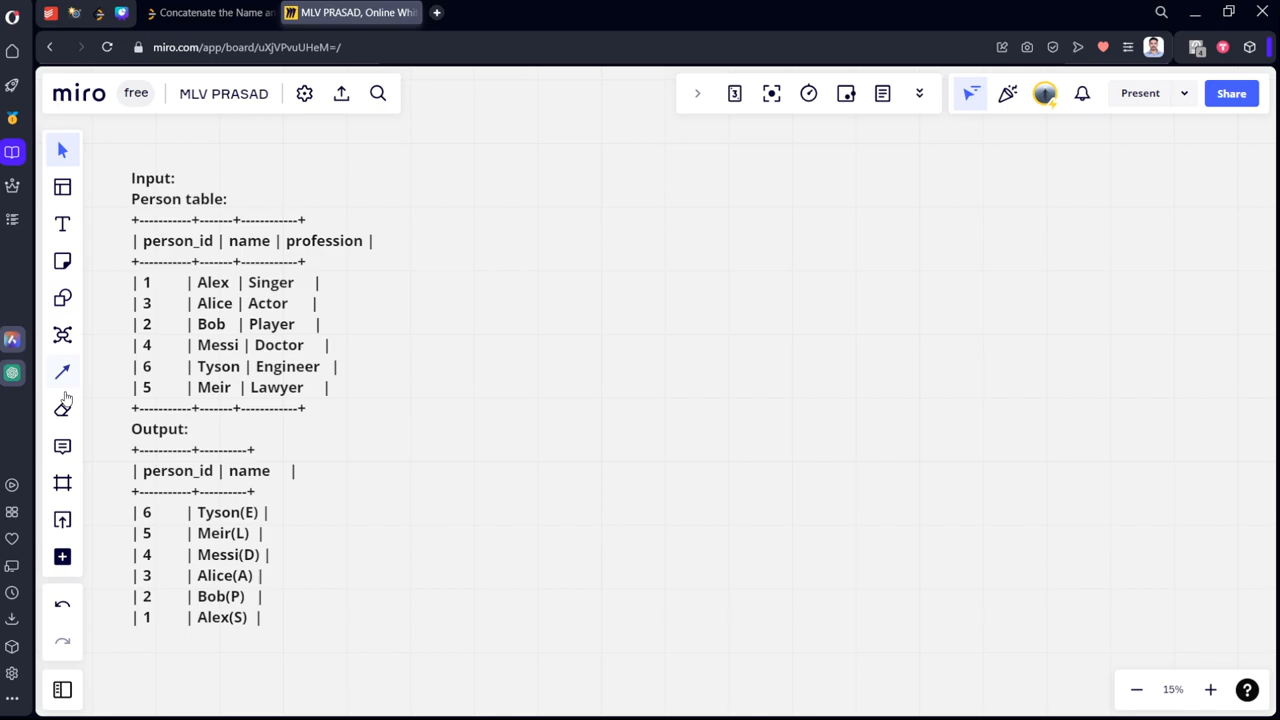 Concatenate the Name an
MLV PRASAD, Online Whi
miro.com/app/board/uXjVPvuUHeM=/
miro free MLV PRASAD
3
Present
Share
Input:
Person table:
+-----------+-------+------------+
| person_id | name | profession |
+-----------+-------+------------+
| 1 | Alex | Singer |
| 3 | Alice | Actor |
| 2 | Bob | Player |
| 4 | Messi | Doctor |
| 6 | Tyson | Engineer |
| 5 | Meir | Lawyer |
+-----------+-------+------------+
Output:
+-----------+----------+
| person_id | name |
+-----------+----------+
| 6 | Tyson(E) |
| 5 | Meir(L) |
| 4 | Messi(D) |
| 3 | Alice(A) |
| 2 | Bob(P) |
| 1 | Alex(S) |
15%